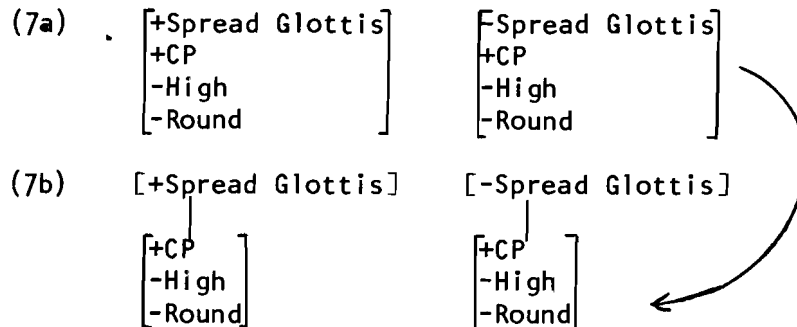 (7a) [+Spread Glottis] [-Spread Glottis]
+CP +CP
-High -High
-Round -Round
(7b) [+Spread Glottis] [-Spread Glottis]
[+CP] [+CP]
-High -High
-Round -Round